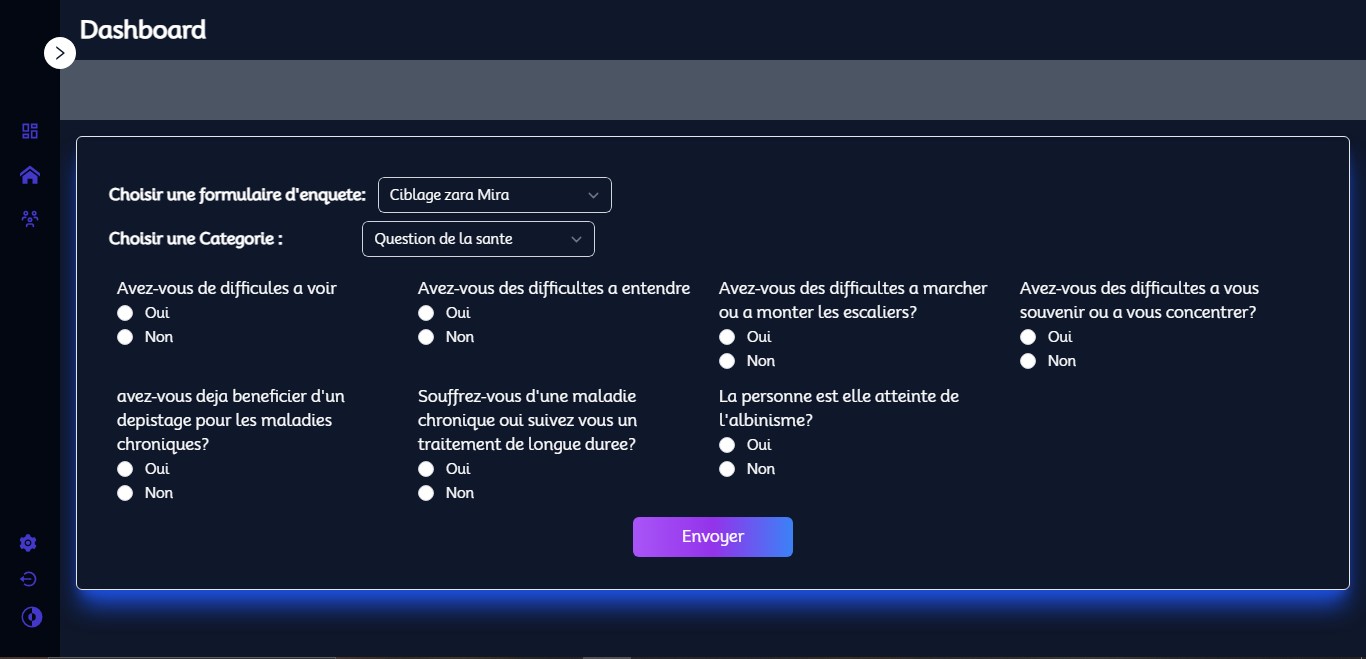 Dashboard
Choisir une formulaire d'enquete:
Ciblage zara Mira
Choisir une Categorie :
Question de la sante
Avez-vous de difficules a voir
Oui
Non
Avez-vous des difficultes a entendre
Oui
Non
Avez-vous des difficultes a marcher
ou a monter les escaliers?
Oui
Non
Avez-vous des difficultes a vous
souvenir ou a vous concentrer?
Oui
Non
avez-vous deja beneficier d'un
depistage pour les maladies
chroniques?
Oui
Non
Souffrez-vous d'une maladie
chronique oui suivez vous un
traitement de longue duree?
Oui
Non
La personne est elle atteinte de
l'albinisme?
Oui
Non
Envoyer